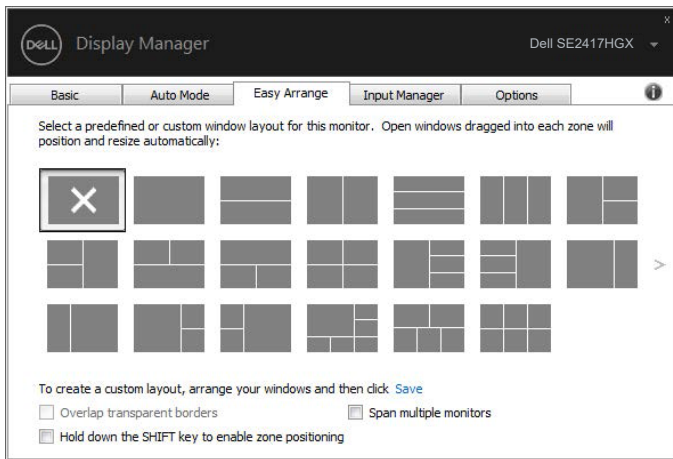 x
DELL Display Manager Dell SE2417HGX
Basic Auto Mode Easy Arrange Input Manager Options i
Select a predefined or custom window layout for this monitor. Open windows dragged into each zone will
position and resize automatically:
>
To create a custom layout, arrange your windows and then click Save
Overlap transparent borders Span multiple monitors
Hold down the SHIFT key to enable zone positioning